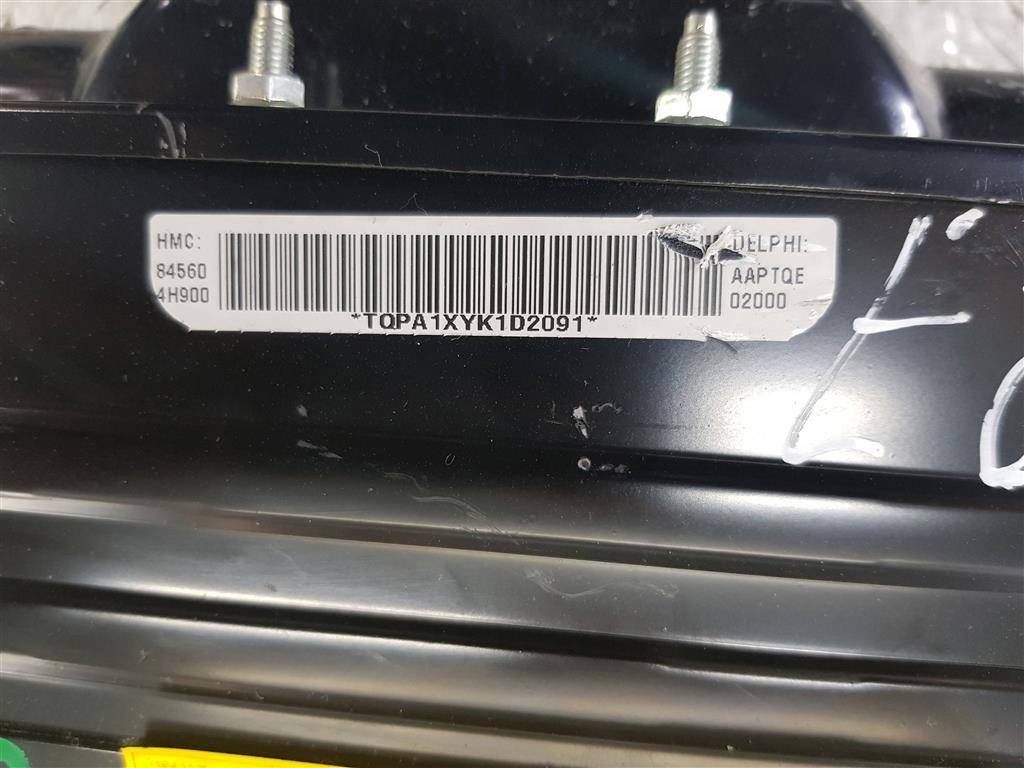 HMC:
84560
4H900
DELPHI:
AAPTQE
02000
*TQPA1XYK1D2091*